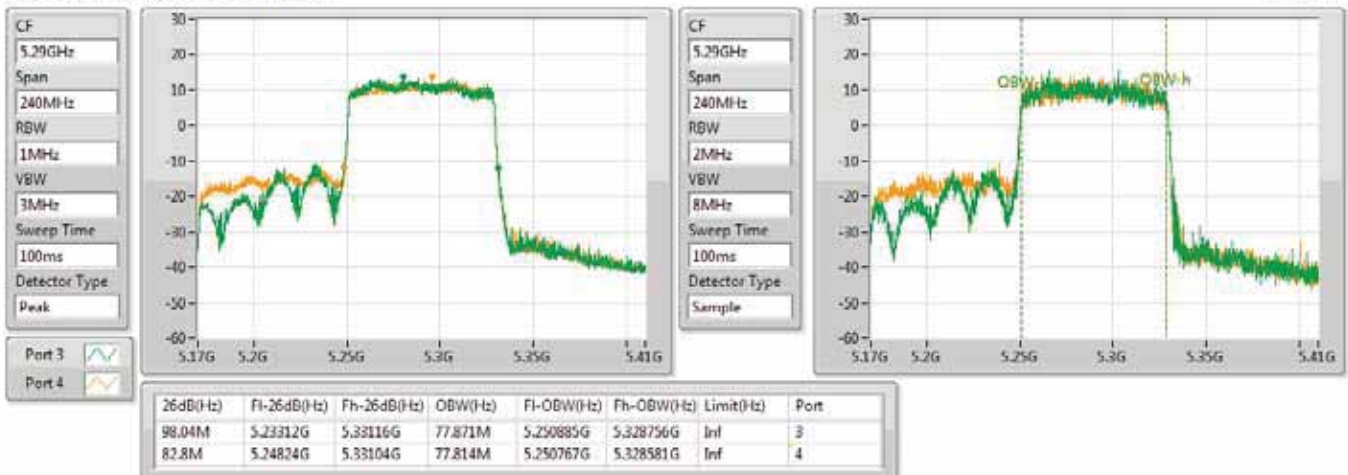 CF
5.29GHz
Span
240MHz
RBW
1MHz
VBW
3MHz
Sweep Time
100ms
Detector Type
Peak
Port 3
Port 4
30
20
10
0
-10
-20
-30
-40
-50
-60
5.17G 5.2G 5.25G 5.3G 5.35G 5.41G
CF
5.29GHz
Span
240MHz
RBW
2MHz
VBW
8MHz
Sweep Time
100ms
Detector Type
Sample
30
20
10
0
-10
-20
-30
-40
-50
-60
OBW-h
5.17G 5.2G 5.25G 5.3G 5.35G 5.41G
26dB(Hz) Fl-26dB(Hz) Fh-26dB(Hz) OBW(Hz) Fl-OBW(Hz) Fh-OBW(Hz) Limit(Hz) Port
98.04M 5.23312G 5.33116G 77.871M 5.250885G 5.328756G Inf 3
82.8M 5.24824G 5.33104G 77.814M 5.250767G 5.328581G Inf 4